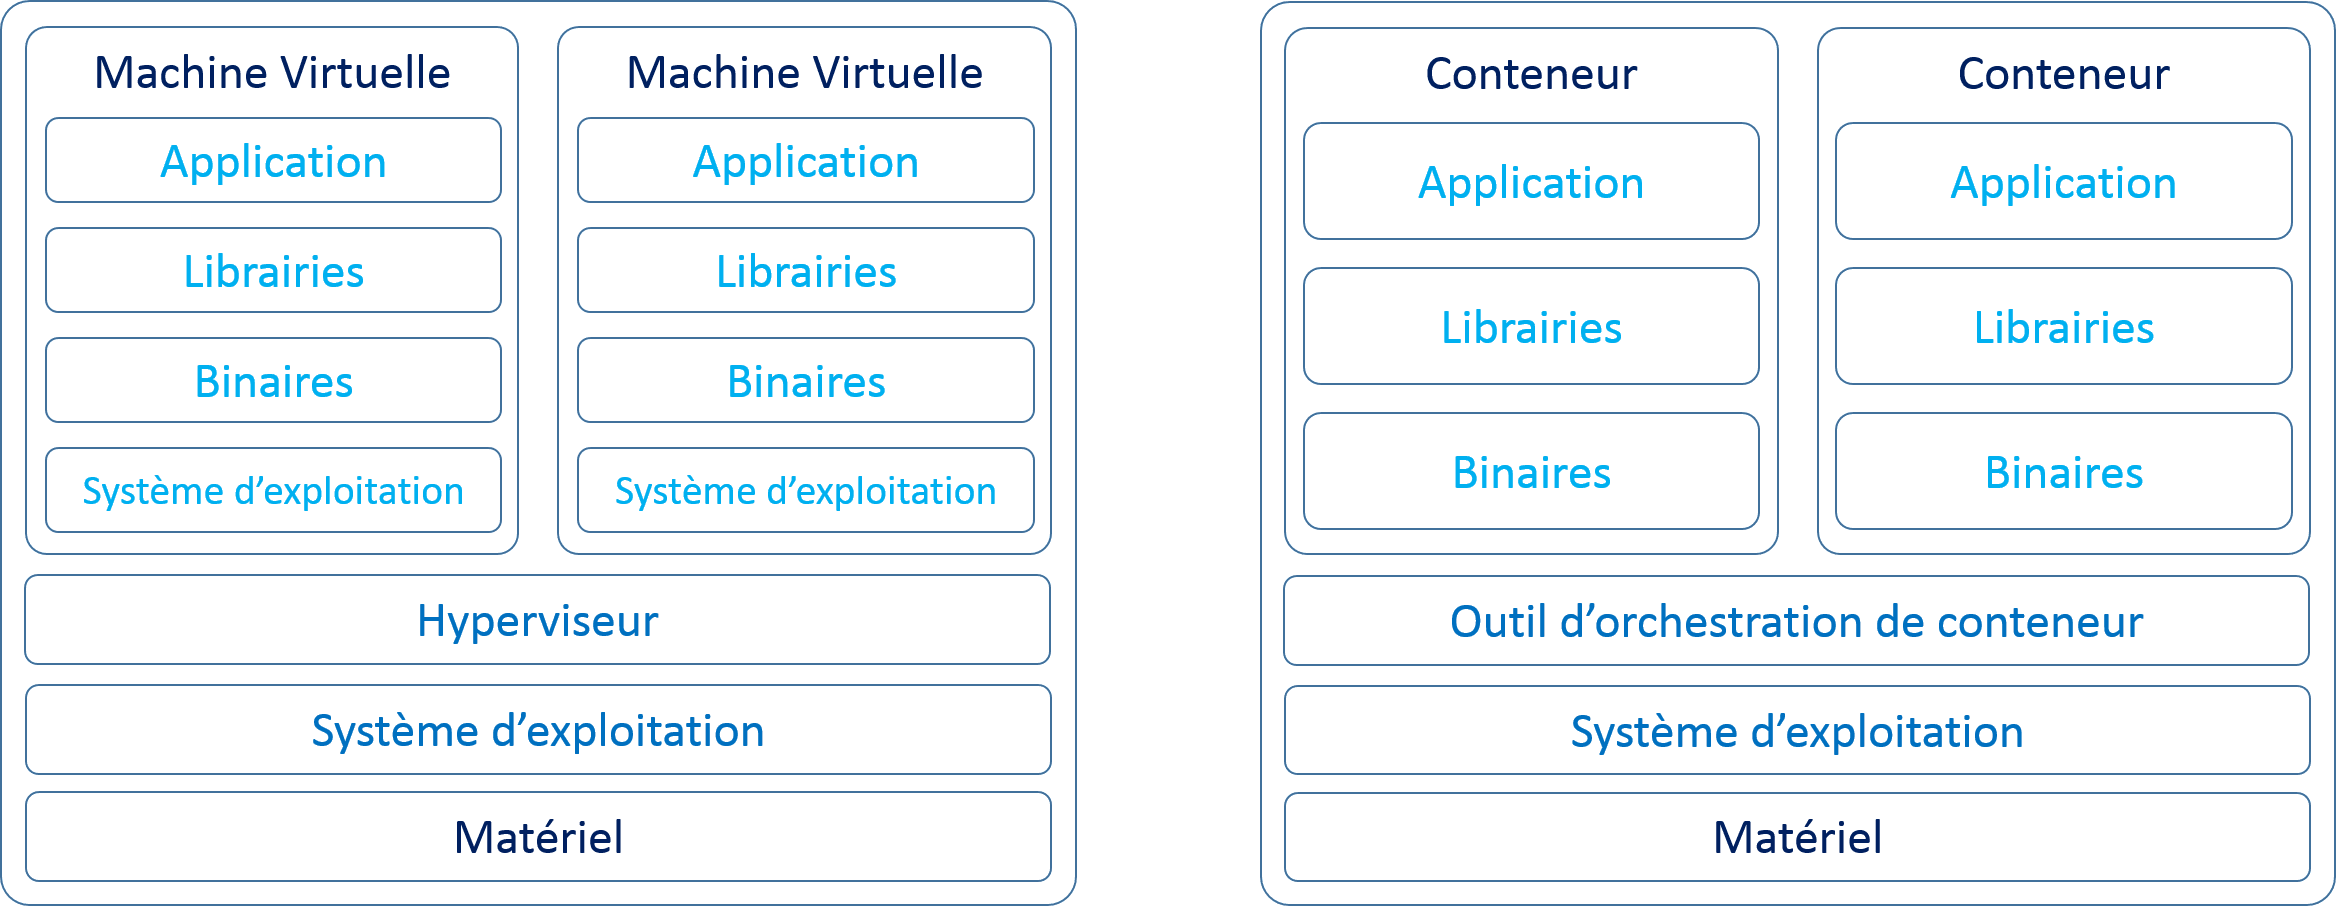 Machine Virtuelle
Application
Librairies
Binaires
Système d’exploitation
Machine Virtuelle
Application
Librairies
Binaires
Système d’exploitation
Hyperviseur
Système d’exploitation
Matériel
Conteneur
Application
Librairies
Binaires
Conteneur
Application
Librairies
Binaires
Outil d’orchestration de conteneur
Système d’exploitation
Matériel